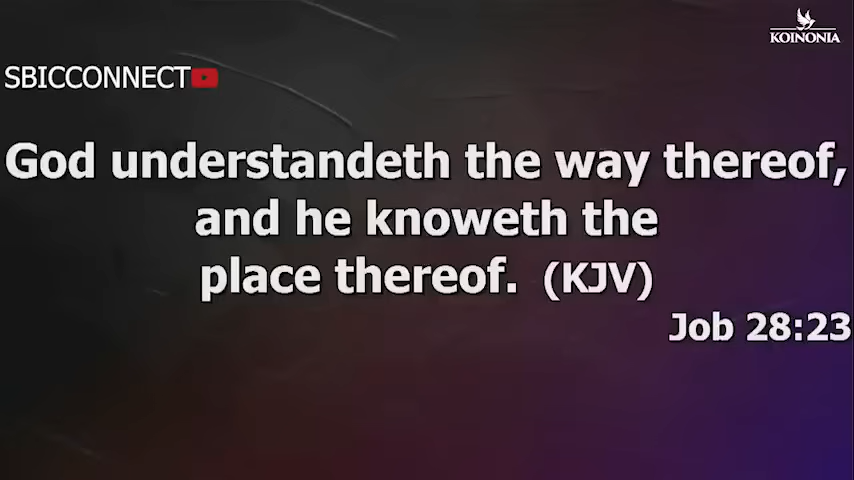 KOINONIA
SBICCONNECT
God understandeth the way thereof,
and he knoweth the
place thereof. (KJV)
Job 28:23